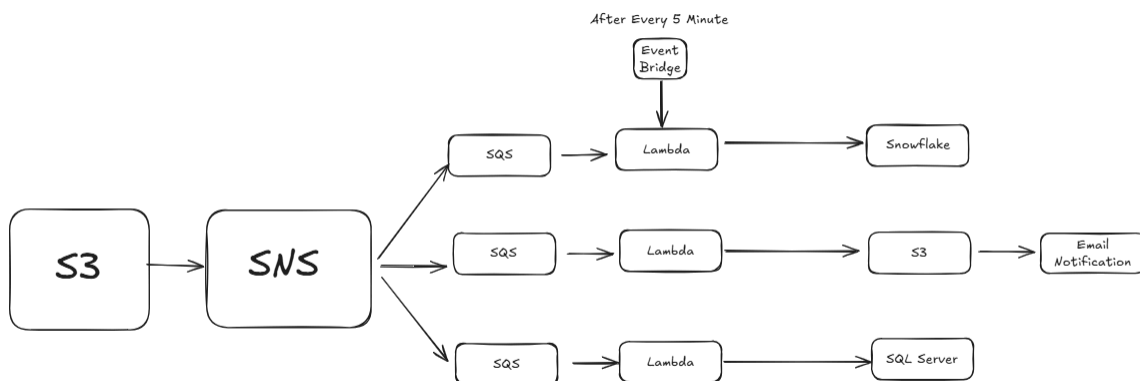 After Every 5 Minute
Event
Bridge
SQS
Lambda
Snowflake
S3
SNS
SQS
Lambda
S3
Email
Notification
SQS
Lambda
SQL Server